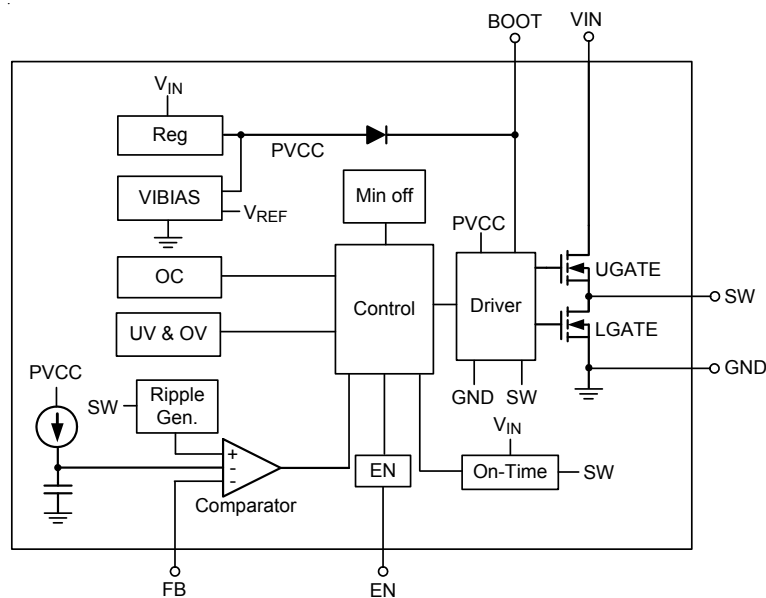 BOOT VIN
VIN
Reg
PVCC
VIBIAS
VREF
Min off
OC
UV & OV
Control
PVCC
Driver
UGATE
SW
LGATE
GND
GND SW
PVCC
SW
Ripple
Gen.
+
-
-
Comparator
EN
VIN
On-Time
SW
FB
EN